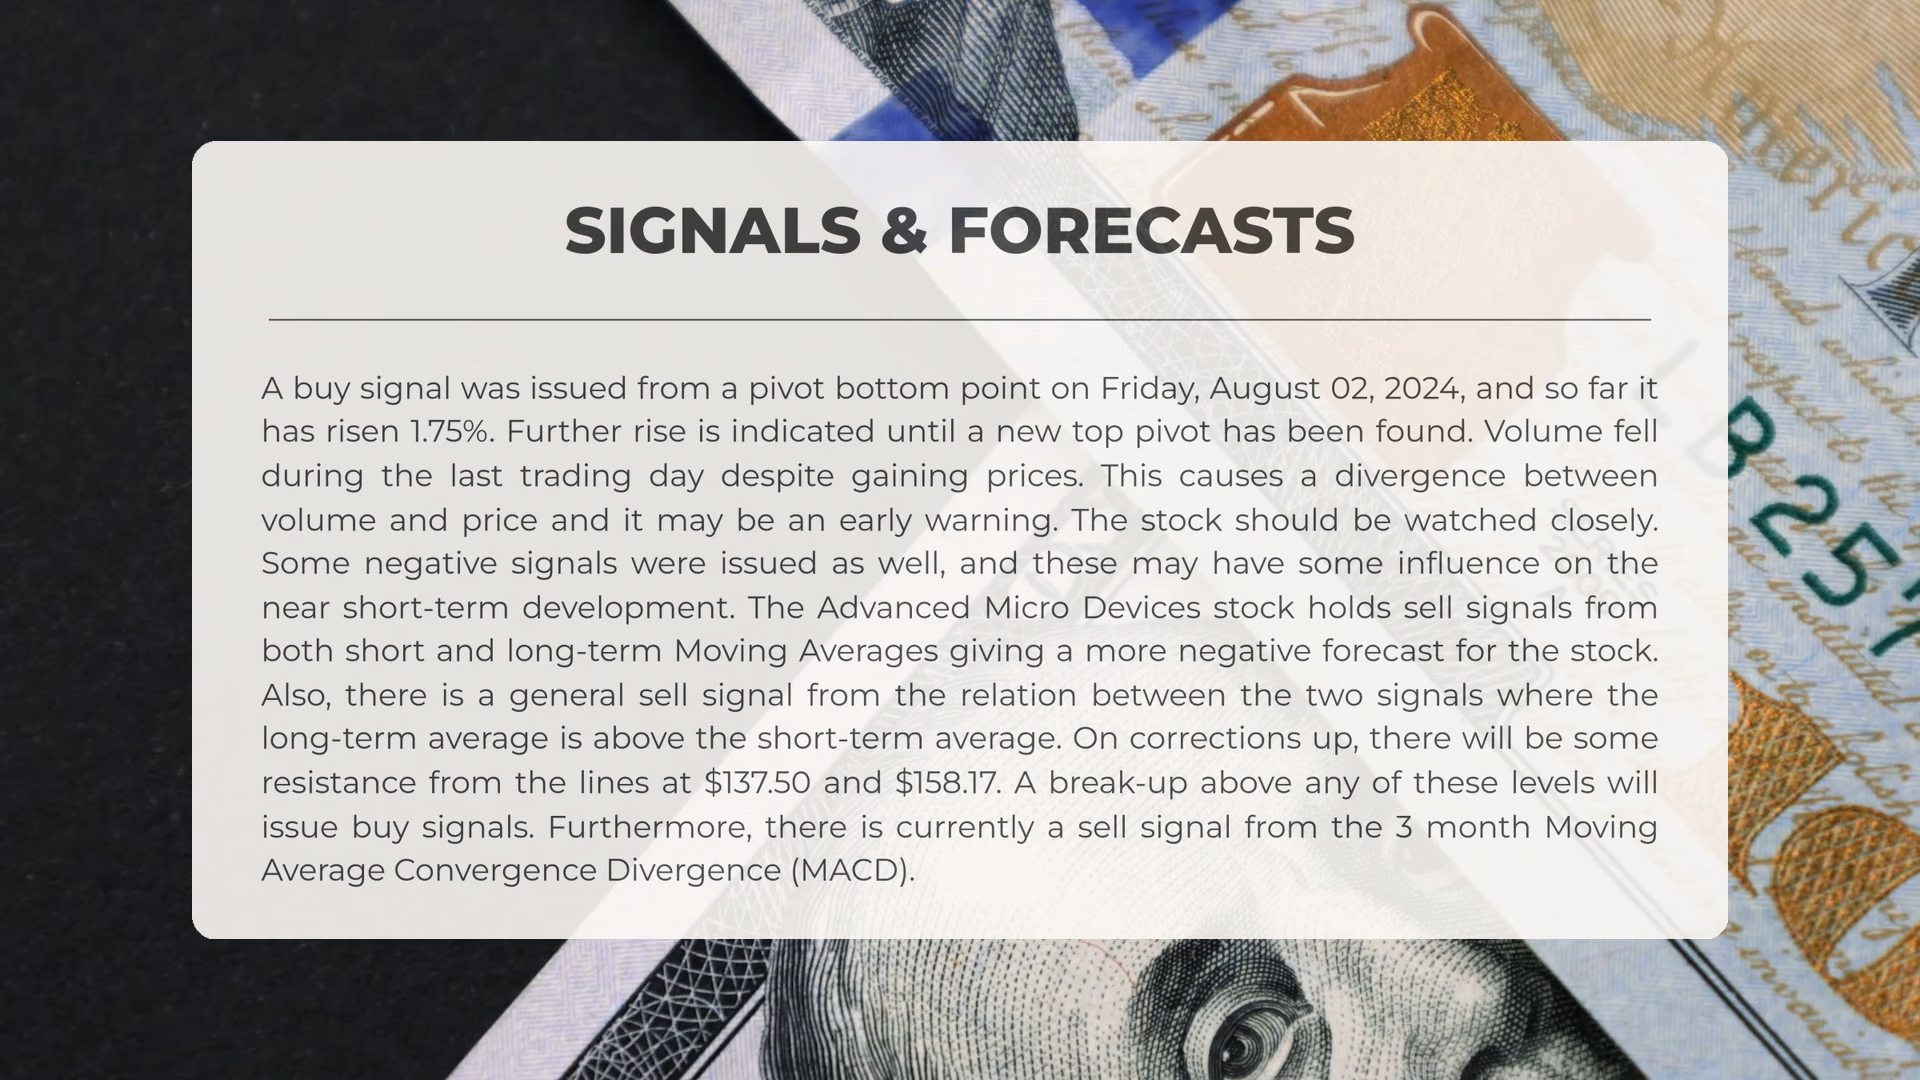 SIGNALS & FORECASTS
A buy signal was issued from a pivot bottom point on Friday, August 02, 2024, and so far it
has risen 1.75%. Further rise is indicated until a new top pivot has been found. Volume fell
during the last trading day despite gaining prices. This causes a divergence between
volume and price and it may be an early warning. The stock should be watched closely.
Some negative signals were issued as well, and these may have some influence on the
near short-term development. The Advanced Micro Devices stock holds sell signals from
both short and long-term Moving Averages giving a more negative forecast for the stock.
Also, there is a general sell signal from the relation between the two signals where the
long-term average is above the short-term average. On corrections up, there will be some
resistance from the lines at $137.50 and $158.17. A break-up above any of these levels will
issue buy signals. Furthermore, there is currently a sell signal from the 3 month Moving
Average Convergence Divergence (MACD).